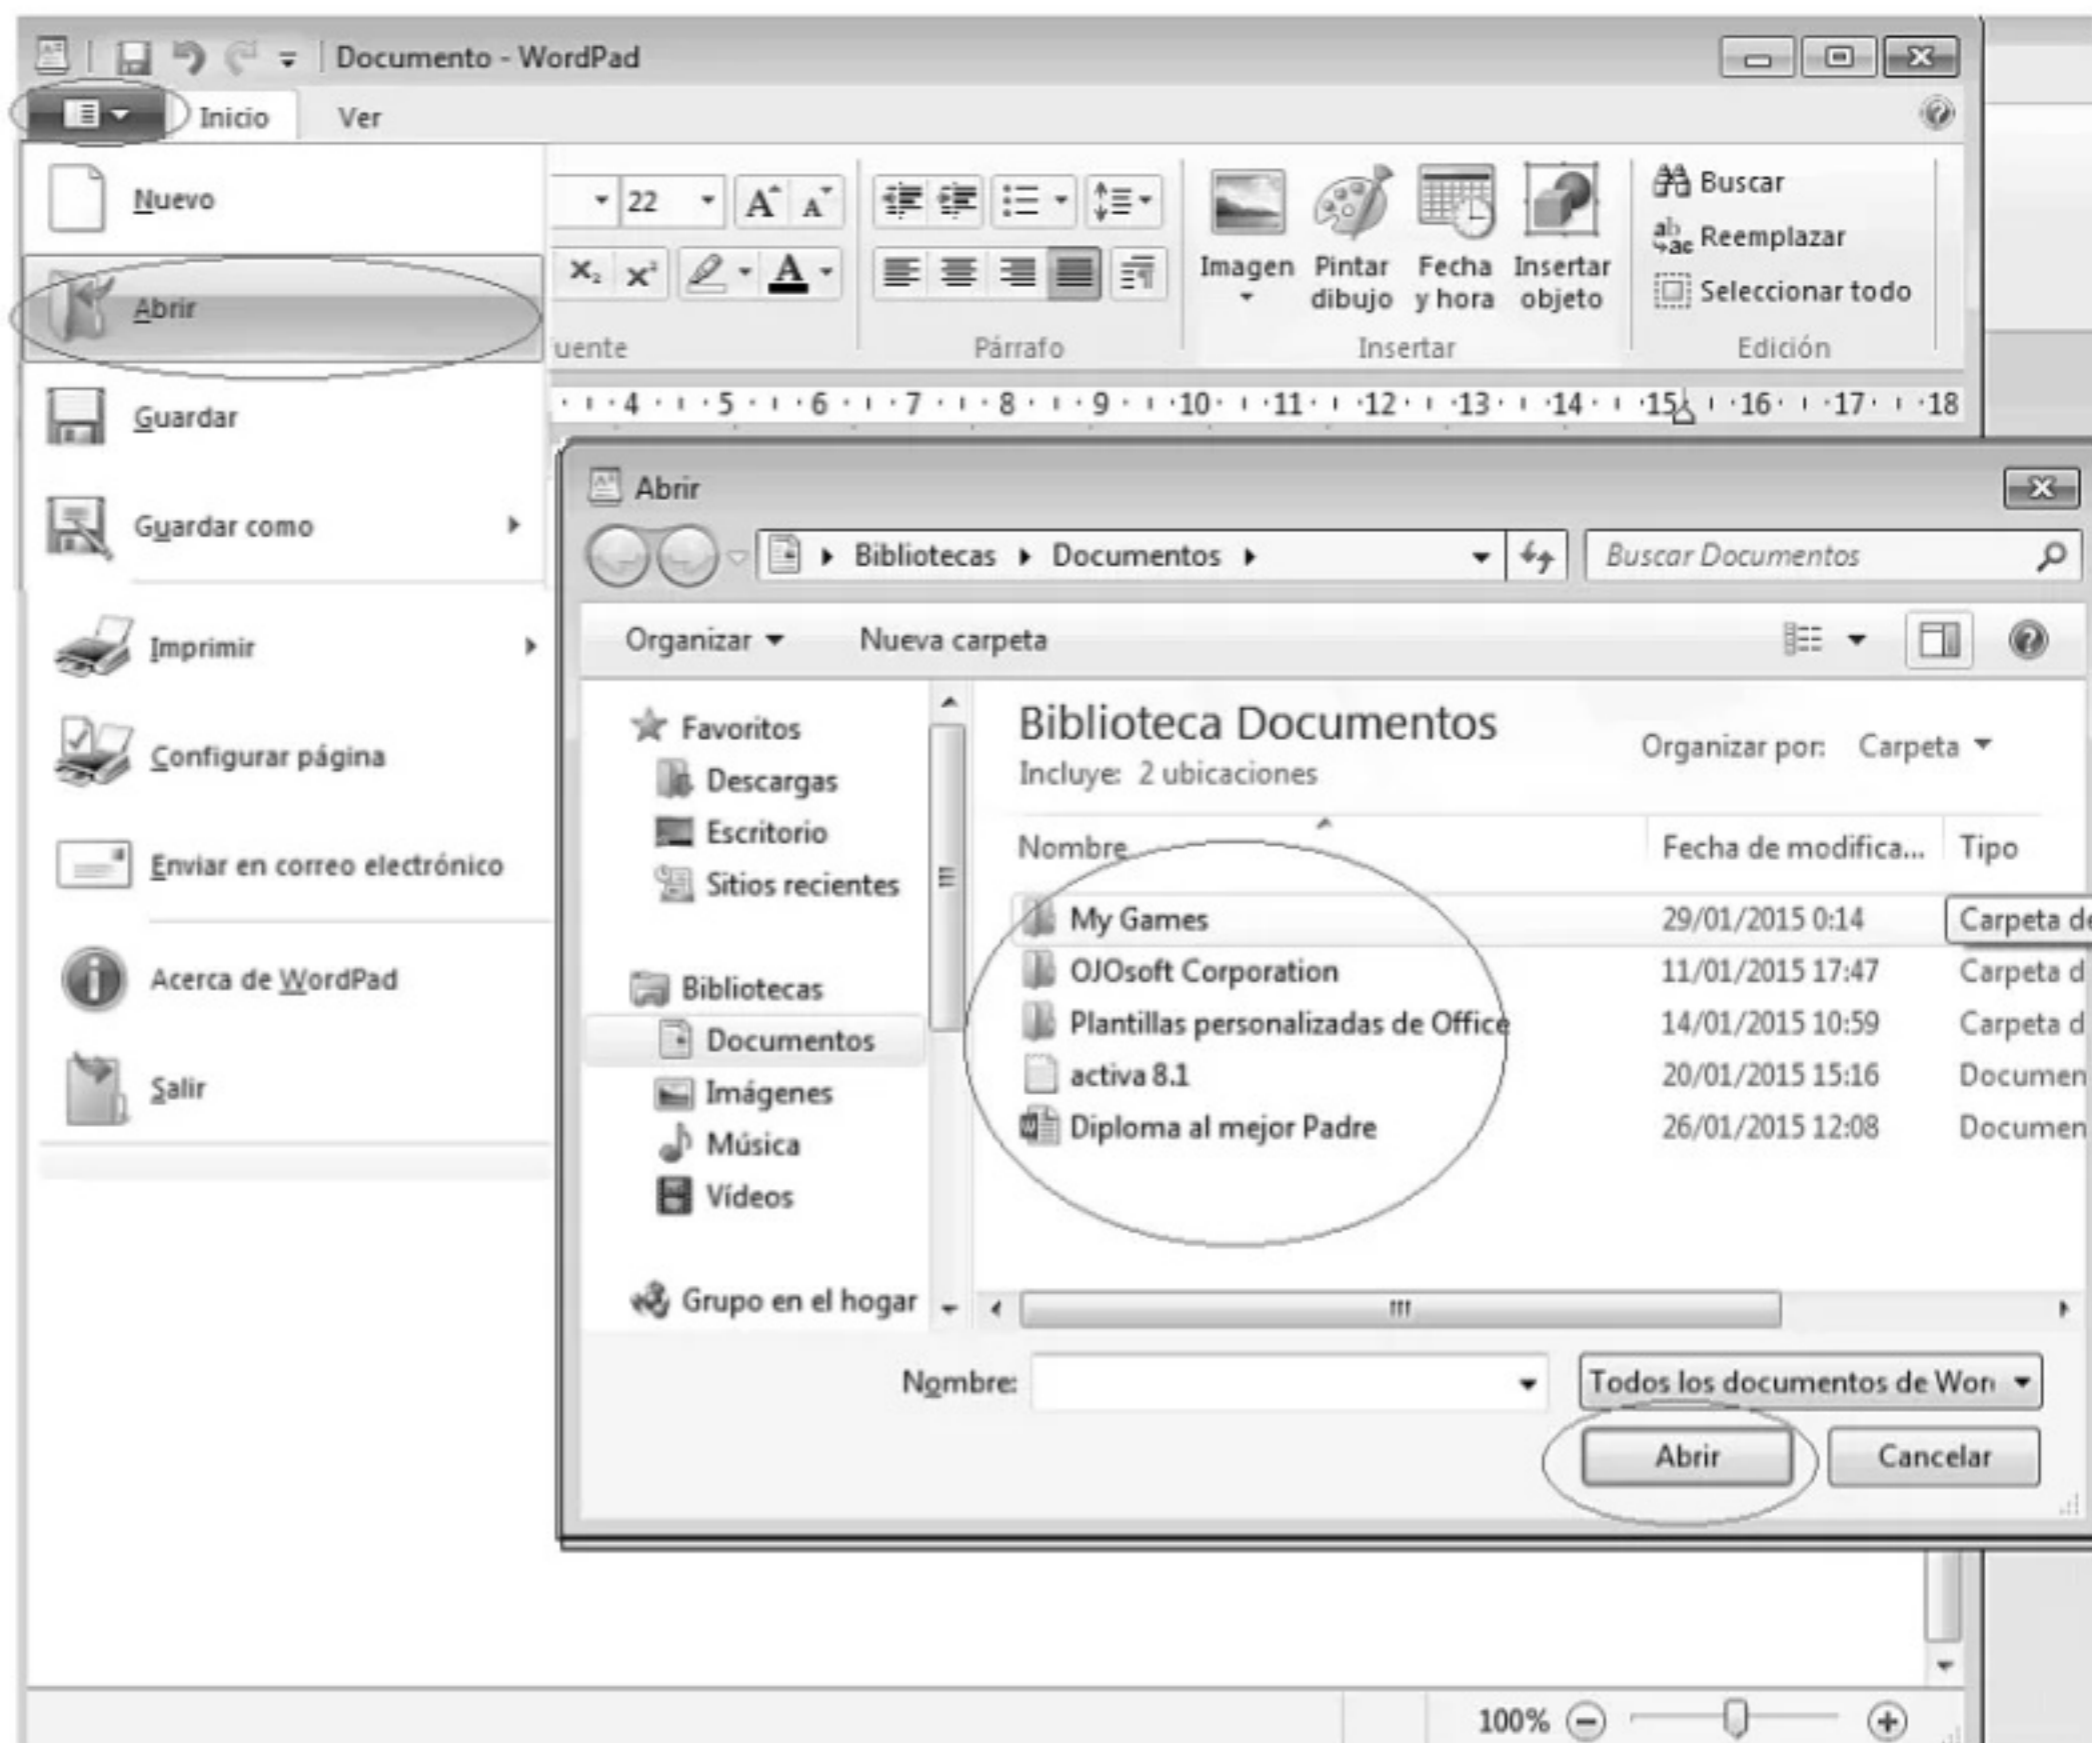 Documento - WordPad
Inicio Ver
Nuevo
Abrir
Guardar
Guardar como
Imprimir
Configurar página
Enviar en correo electrónico
Acerca de WordPad
Salir
22 A A
X₂ X² A
uente
Párrafo
Imagen
Pintar dibujo
Fecha y hora
Insertar objeto
Insertar
Buscar
Reemplazar
Seleccionar todo
Edición
4 5 6 7 8 9 10 11 12 13 14 15 16 17 18
Abrir
Bibliotecas Documentos
Buscar Documentos
Organizar Nueva carpeta
Favoritos
Descargas
Escritorio
Sitios recientes
Bibliotecas
Documentos
Imágenes
Música
Vídeos
Grupo en el hogar
Biblioteca Documentos
Incluye: 2 ubicaciones
Organizar por: Carpeta
Nombre Fecha de modifica... Tipo
My Games 29/01/2015 0:14 Carpeta de
OJOsoft Corporation 11/01/2015 17:47 Carpeta d
Plantillas personalizadas de Office 14/01/2015 10:59 Carpeta d
activa 8.1 20/01/2015 15:16 Documen
Diploma al mejor Padre 26/01/2015 12:08 Documen
Nombre: Todos los documentos de Wor
Abrir Cancelar
100%